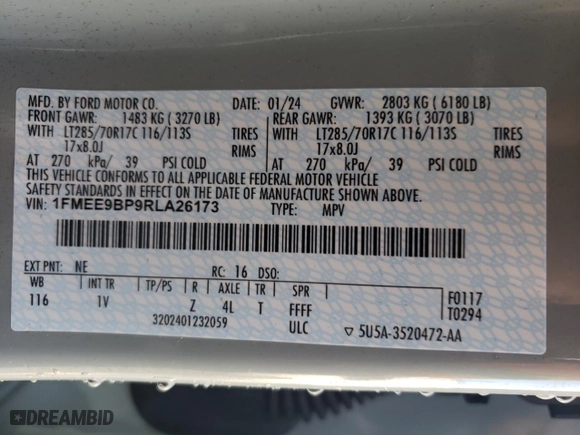 MFD. BY FORD MOTOR CO. DATE: 01/24 GVWR: 2803 KG ( 6180 LB)
FRONT GAWR: 1483 KG ( 3270 LB) REAR GAWR: 1393 KG ( 3070 LB)
WITH LT285/70R17C 116/113S TIRES WITH LT285/70R17C 116/113S TIRES
17x8.0J RIMS 17x8.0J RIMS
AT 270 kPa/ 39 PSI COLD AT 270 kPa/ 39 PSI COLD
THIS VEHICLE CONFORMS TO ALL APPLICABLE FEDERAL MOTOR VEHICLE
SAFETY STANDARDS IN EFFECT ON THE DATE OF MANUFACTURE SHOWN ABOVE.
VIN: 1FMEE9BP9RLA26173 TYPE: MPV
EXT PNT: NE RC: 16 DSO:
WB INT TR TP/PS R AXLE TR SPR F0117
116 1V Z 4L T FFFF T0294
3202401232059 ULC 5U5A-3520472-AA
DREAMBID